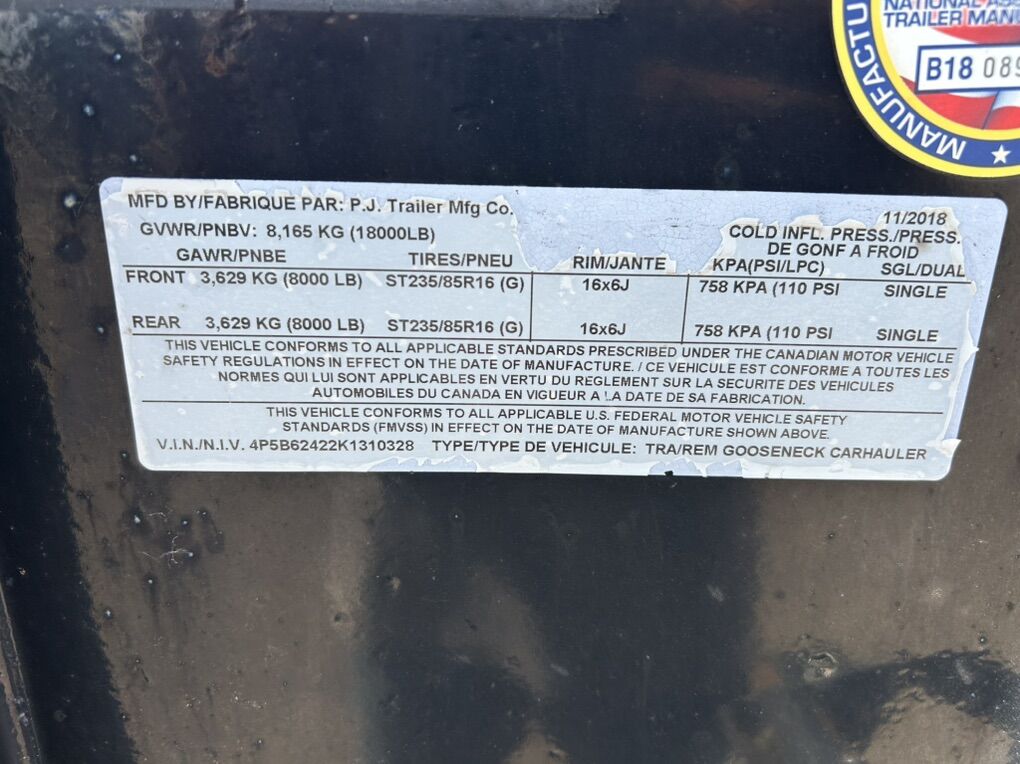 NATIONAL
TRAILER
B18 089
MANUFACTU
MANUFACT
MFD BY/FABRIQUE PAR: P.J. Trailer Mfg Co.
11/2018
GVWR/PNBV: 8,165 KG (18000LB)
COLD INFL. PRESS./PRESS.
DE GONF A FROID
GAWR/PNBE TIRES/PNEU RIM/JANTE KPA(PSI/LPC) SGL/DUAL
FRONT 3,629 KG (8000 LB) ST235/85R16 (G) 16x6J 758 KPA (110 PSI SINGLE
REAR 3,629 KG (8000 LB) ST235/85R16 (G) 16x6J 758 KPA (110 PSI SINGLE
THIS VEHICLE CONFORMS TO ALL APPLICABLE STANDARDS PRESCRIBED UNDER THE CANADIAN MOTOR VEHICLE
SAFETY REGULATIONS IN EFFECT ON THE DATE OF MANUFACTURE. / CE VEHICULE EST CONFORME A TOUTES LES
NORMES QUI LUI SONT APPLICABLES EN VERTU DU REGLEMENT SUR LA SECURITE DES VEHICULES
AUTOMOBILES DU CANADA EN VIGUEUR A LA DATE DE SA FABRICATION.
THIS VEHICLE CONFORMS TO ALL APPLICABLE U.S. FEDERAL MOTOR VEHICLE SAFETY
STANDARDS (FMVSS) IN EFFECT ON THE DATE OF MANUFACTURE SHOWN ABOVE.
V.I.N./N.I.V. 4P5B62422K1310328 TYPE/TYPE DE VEHICULE: TRA/REM GOOSENECK CARHAULER